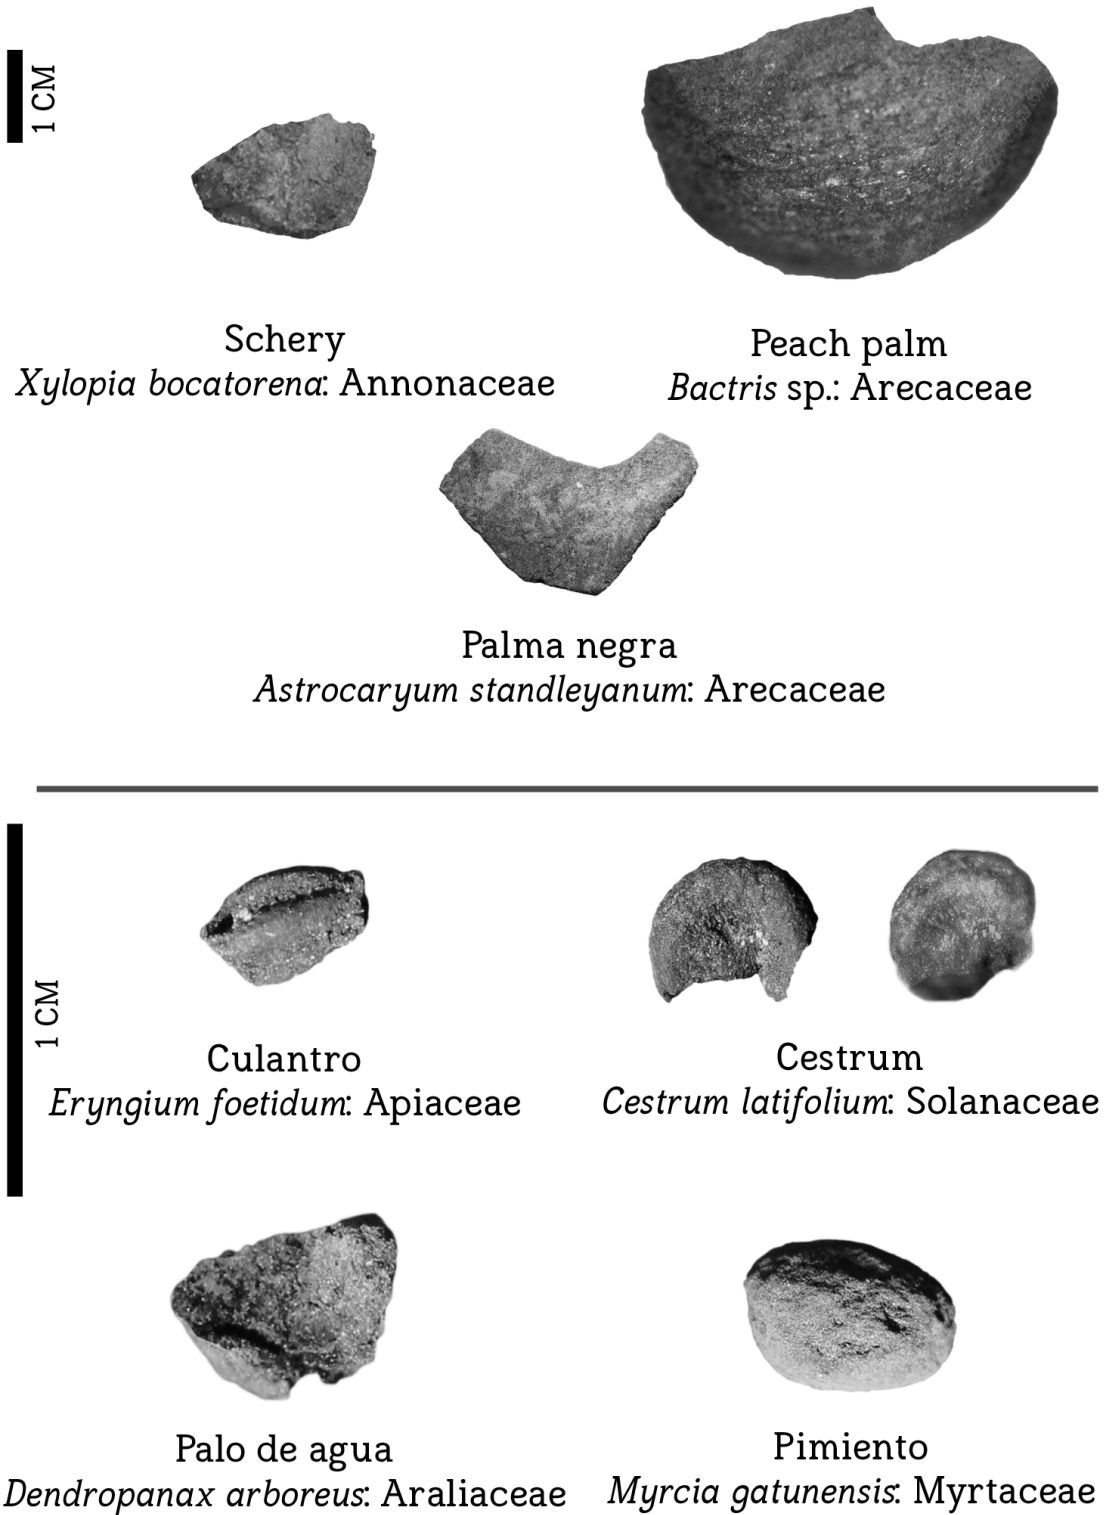 1 CM
Schery
Xylopia bocatorena: Annonaceae
Peach palm
Bactris sp.: Arecaceae
Palma negra
Astrocaryum standleyanum: Arecaceae
1 CM
Culantro
Eryngium foetidum: Apiaceae
Cestrum
Cestrum latifolium: Solanaceae
Palo de agua
Dendropanax arboreus: Araliaceae
Pimiento
Myrcia gatunensis: Myrtaceae